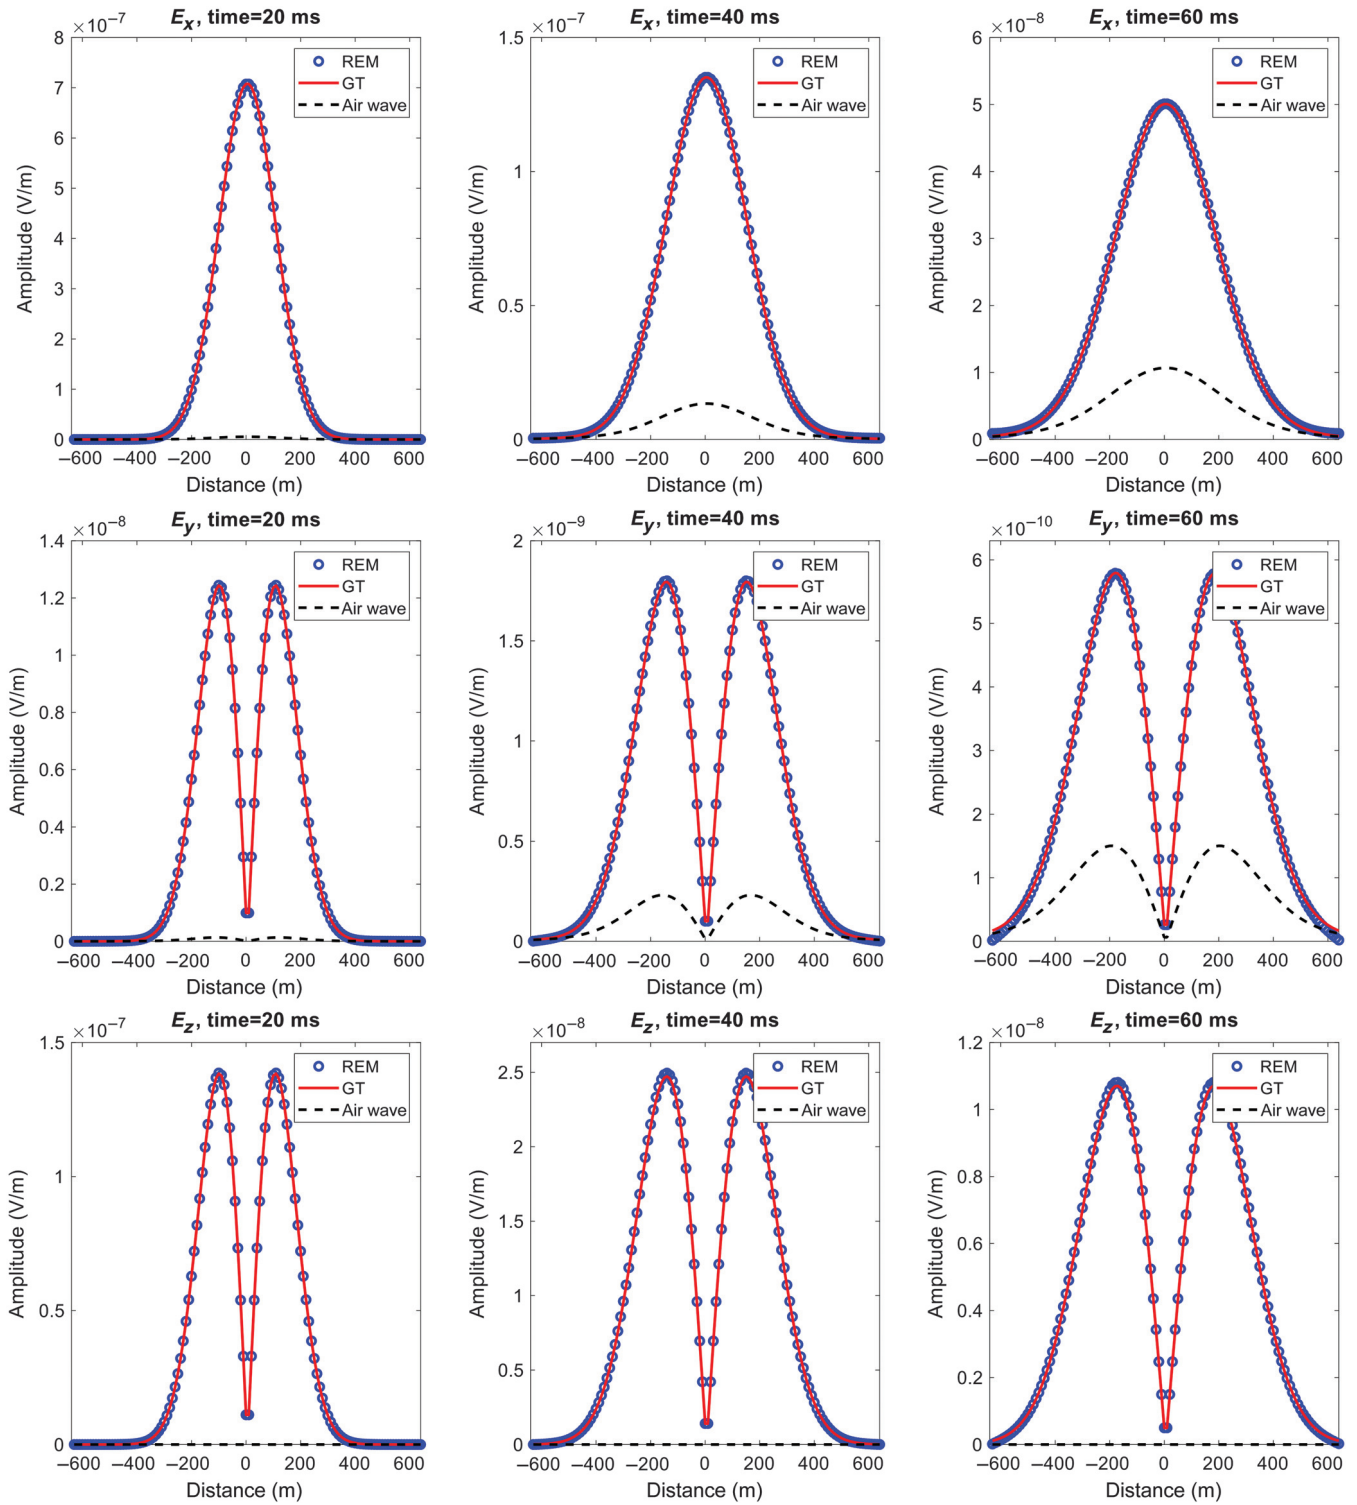 ×10⁻⁷ Eₓ, time=20 ms
8
7
6
5
4
3
2
1
0
Amplitude (V/m)
REM
GT
Air wave
−600 −400 −200 0 200 400 600
Distance (m)
×10⁻⁷ Eₓ, time=40 ms
1.5
1
0.5
0
Amplitude (V/m)
REM
GT
Air wave
−600 −400 −200 0 200 400 600
Distance (m)
×10⁻⁸ Eₓ, time=60 ms
6
5
4
3
2
1
0
Amplitude (V/m)
REM
GT
Air wave
−600 −400 −200 0 200 400 600
Distance (m)
×10⁻⁸ E_y, time=20 ms
1.4
1.2
1
0.8
0.6
0.4
0.2
0
Amplitude (V/m)
REM
GT
Air wave
−600 −400 −200 0 200 400 600
Distance (m)
×10⁻⁹ E_y, time=40 ms
2
1.5
1
0.5
0
Amplitude (V/m)
REM
GT
Air wave
−600 −400 −200 0 200 400 600
Distance (m)
×10⁻¹⁰ E_y, time=60 ms
6
5
4
3
2
1
0
Amplitude (V/m)
REM
GT
Air wave
−600 −400 −200 0 200 400 600
Distance (m)
×10⁻⁷ E_z, time=20 ms
1.5
1
0.5
0
Amplitude (V/m)
REM
GT
Air wave
−600 −400 −200 0 200 400 600
Distance (m)
×10⁻⁸ E_z, time=40 ms
2.5
2
1.5
1
0.5
0
Amplitude (V/m)
REM
GT
Air wave
−600 −400 −200 0 200 400 600
Distance (m)
×10⁻⁸ E_z, time=60 ms
1.2
1
0.8
0.6
0.4
0.2
0
Amplitude (V/m)
REM
GT
Air wave
−600 −400 −200 0 200 400 600
Distance (m)